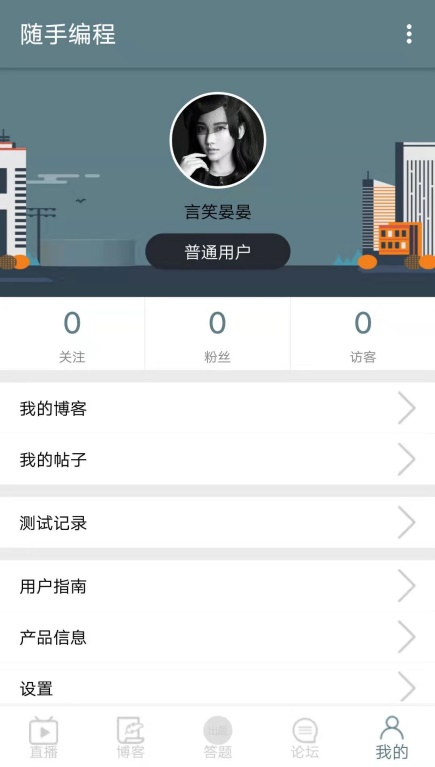 随手编程
言笑晏晏
普通用户
0 0 0
关注 粉丝 访客
我的博客
我的帖子
测试记录
用户指南
产品信息
设置
直播 博客 答题 论坛 我的